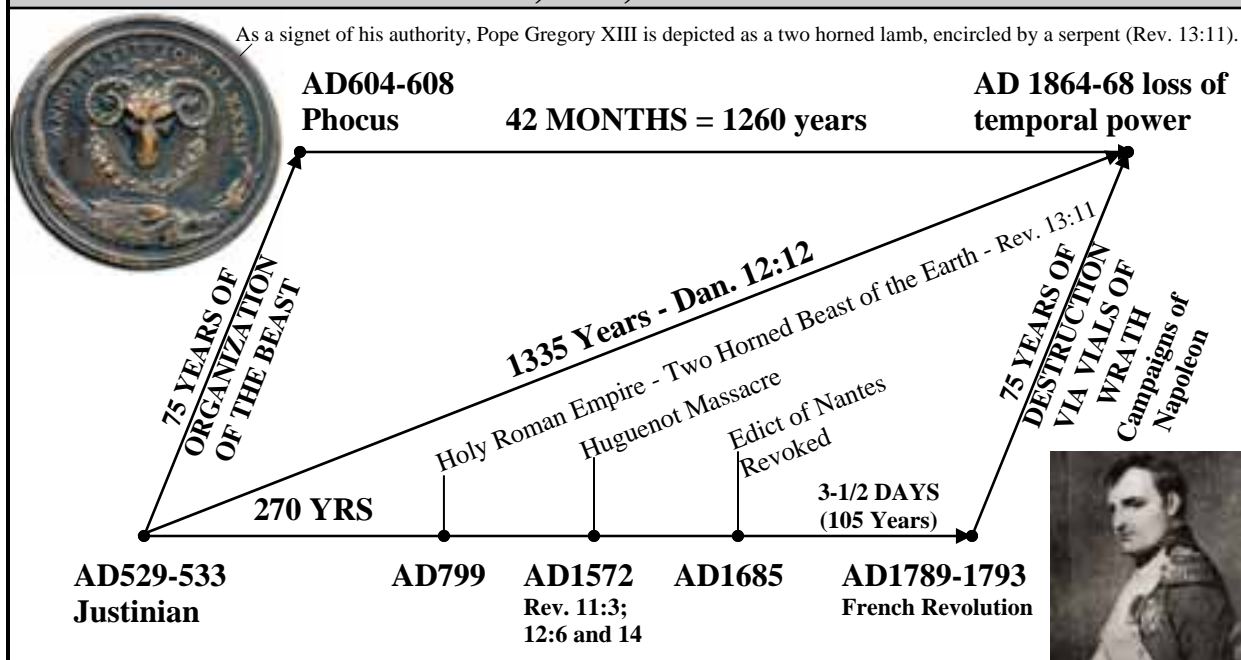 As a signet of his authority, Pope Gregory XIII is depicted as a two horned lamb, encircled by a serpent (Rev. 13:11).
AD604-608
Phocus
42 MONTHS = 1260 years
AD 1864-68 loss of
temporal power
75 YEARS OF
ORGANIZATION
OF THE BEAST
1335 Years - Dan. 12:12
Holy Roman Empire - Two Horned Beast of the Earth - Rev. 13:11
Huguenot Massacre
Edict of Nantes
Revoked
75 YEARS OF
DESTRUCTION
VIA VIALS OF
WRATH
Campaigns of
Napoleon
270 YRS
3-1/2 DAYS
(105 Years)
AD529-533
Justinian
AD799
AD1572
Rev. 11:3;
12:6 and 14
AD1685
AD1789-1793
French Revolution